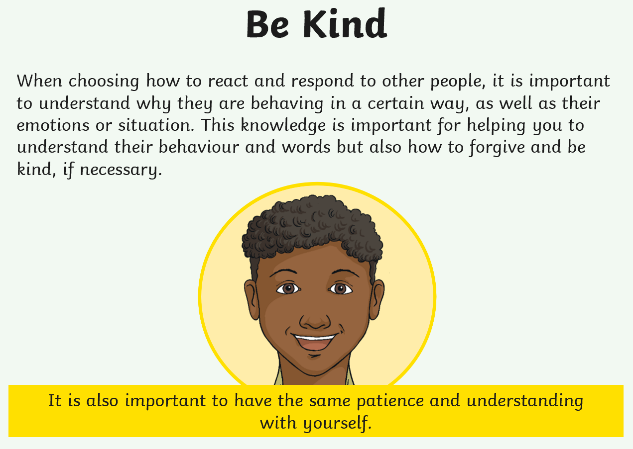 Be Kind
When choosing how to react and respond to other people, it is important
to understand why they are behaving in a certain way, as well as their
emotions or situation. This knowledge is important for helping you to
understand their behaviour and words but also how to forgive and be
kind, if necessary.
It is also important to have the same patience and understanding
with yourself.